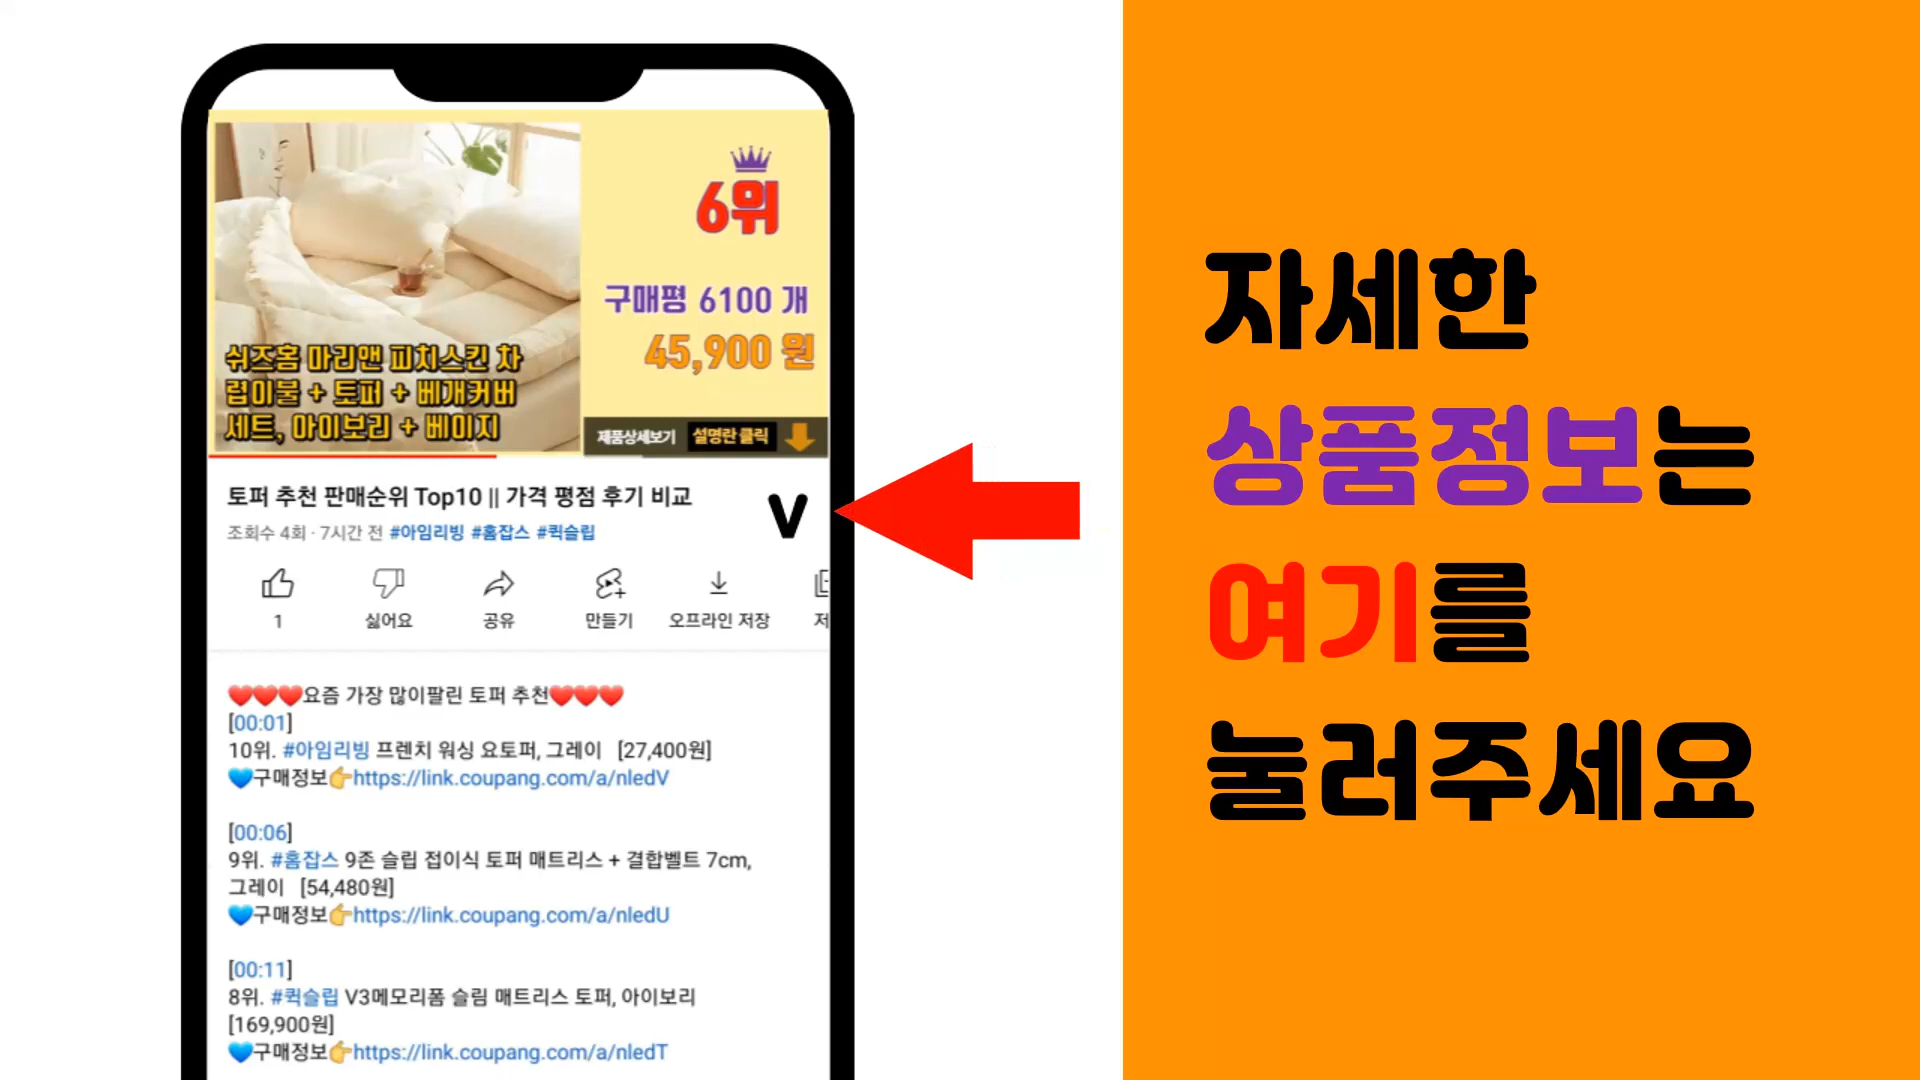 6위
구매평 6100 개
45,900 원
쉬즈홈 마리앤 피치스킨 차
렵이불 + 토퍼 + 베개커버
세트, 아이보리 + 베이지
제품상세보기 설명란 클릭
토퍼 추천 판매순위 Top10 || 가격 평점 후기 비교
V
조회수 4회 · 7시간 전 #아임리빙 #홈잡스 #퀵슬립
1 싫어요 공유 만들기 오프라인 저장 저
❤️❤️❤️요즘 가장 많이팔린 토퍼 추천❤️❤️❤️
[00:01]
10위. #아임리빙 프렌치 워싱 요토퍼, 그레이 [27,400원]
💙구매정보👉https://link.coupang.com/a/nledV
[00:06]
9위. #홈잡스 9존 슬립 접이식 토퍼 매트리스 + 결합벨트 7cm,
그레이 [54,480원]
💙구매정보👉https://link.coupang.com/a/nledU
[00:11]
8위. #퀵슬립 V3메모리폼 슬림 매트리스 토퍼, 아이보리
[169,900원]
💙구매정보👉https://link.coupang.com/a/nledT
자세한
상품정보는
여기를
눌러주세요